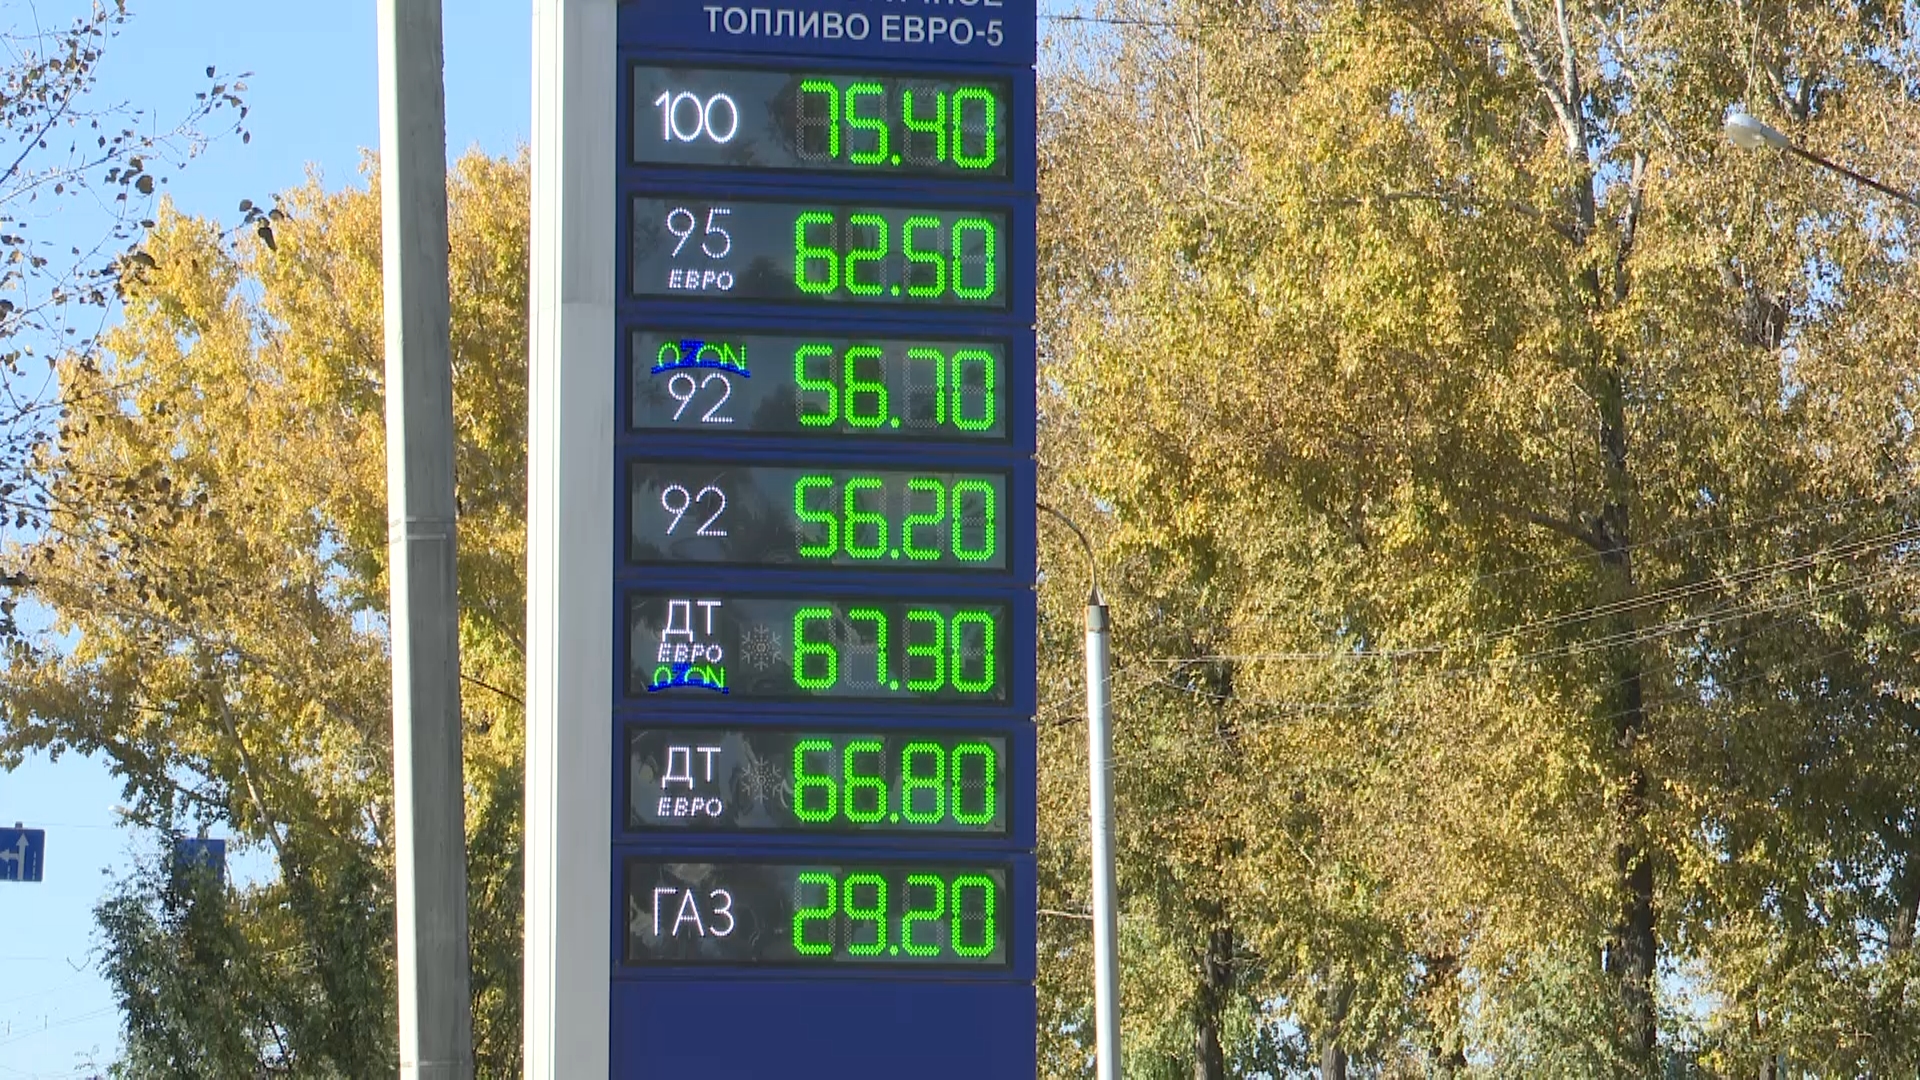 ТОПЛИВО ЕВРО-5
100 75.40
95 62.50
ЕВРО
OZON
92 56.70
92 56.20
ДТ 67.30
ЕВРО
OZON
ДТ 66.80
ЕВРО
ГАЗ 29.20